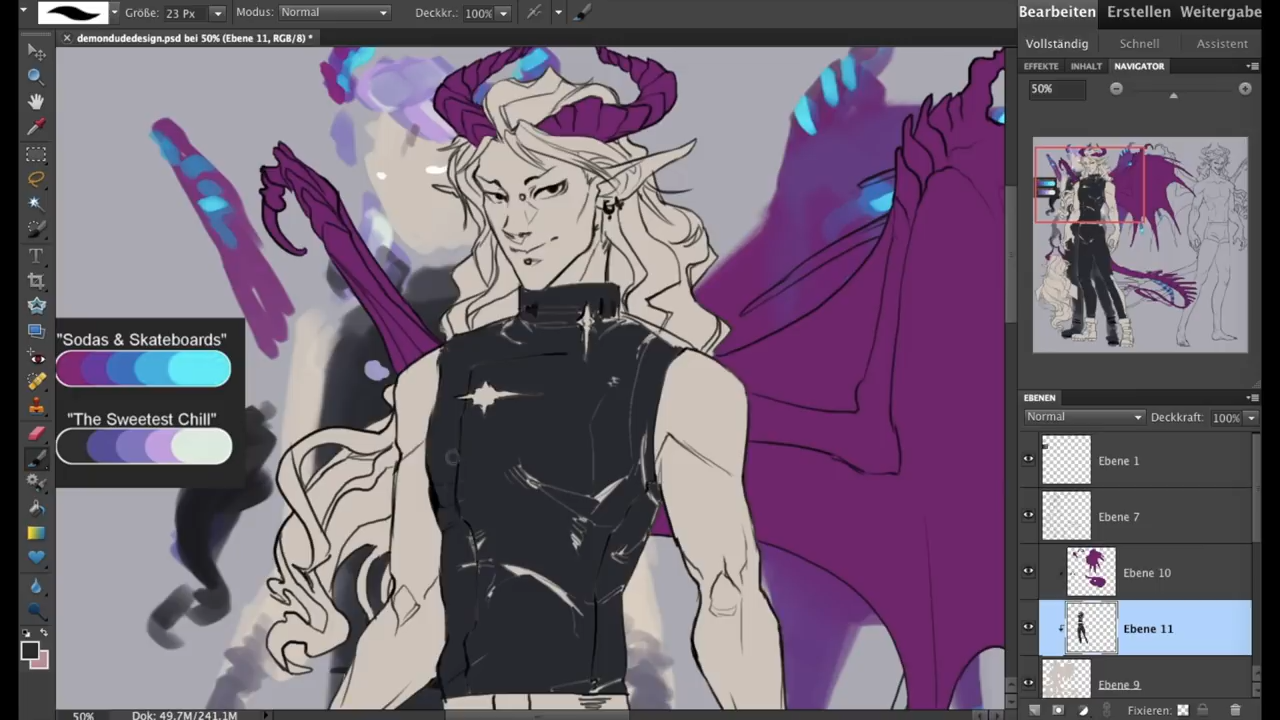 Größe: 23 Px Modus: Normal Deckkr.: 100%
Bearbeiten Erstellen Weitergabe
Vollständig Schnell Assistent
demondudedesign.psd bei 50% (Ebene 11, RGB/8) *
EFFEKTE INHALT NAVIGATOR
50%
"Sodas & Skateboards"
"The Sweetest Chill"
EBENEN
Normal Deckkraft: 100%
Ebene 1
Ebene 7
Ebene 10
Ebene 11
Ebene 9
Fixieren:
50% Dok: 49,7M/241,1M